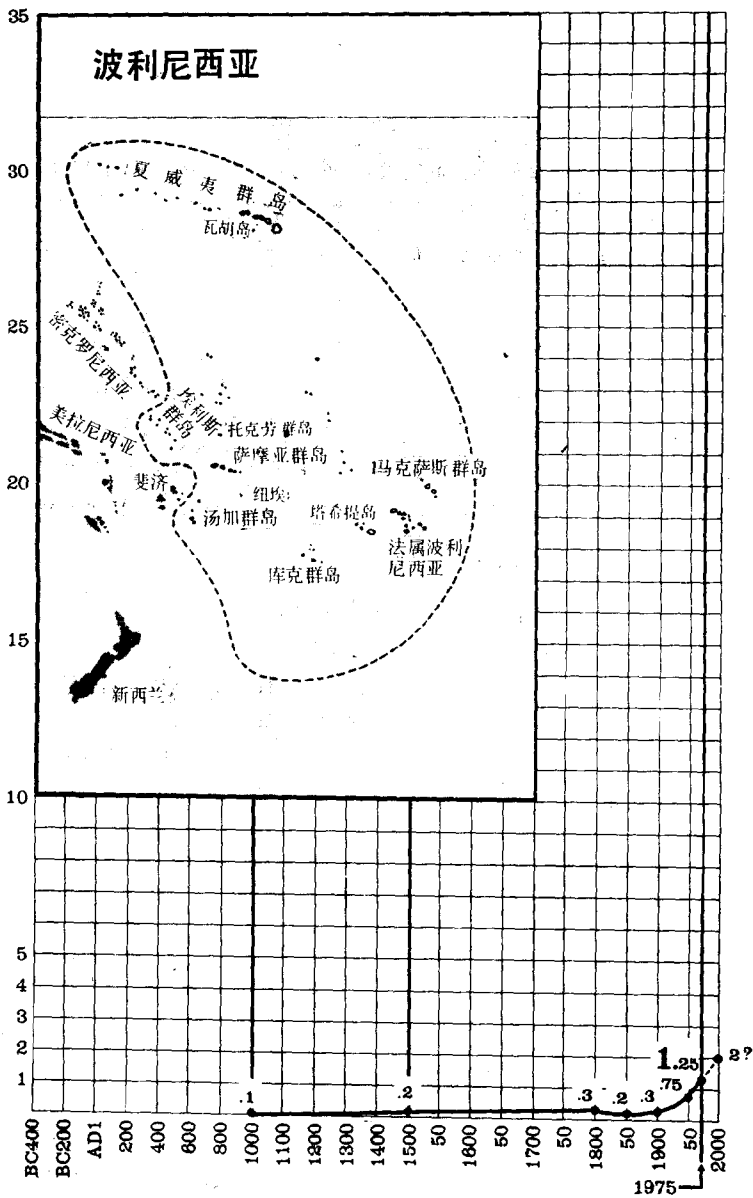 35
波利尼西亚
30
夏威夷群岛
瓦胡岛
25
密克罗尼西亚
埃利斯
群岛
美拉尼西亚
托克劳群岛
萨摩亚群岛
马克萨斯群岛
20
斐济
纽埃
汤加群岛
塔希提岛
法属波利
尼西亚
库克群岛
15
新西兰
10
5
4
3
2
1
.1
.2
.3
.2
.3
.75
1.25
2?
BC400
BC200
AD1
200
400
600
800
1000
1100
1200
1300
1400
1500
50
1600
50
1700
50
1800
50
1900
50
2000
1975